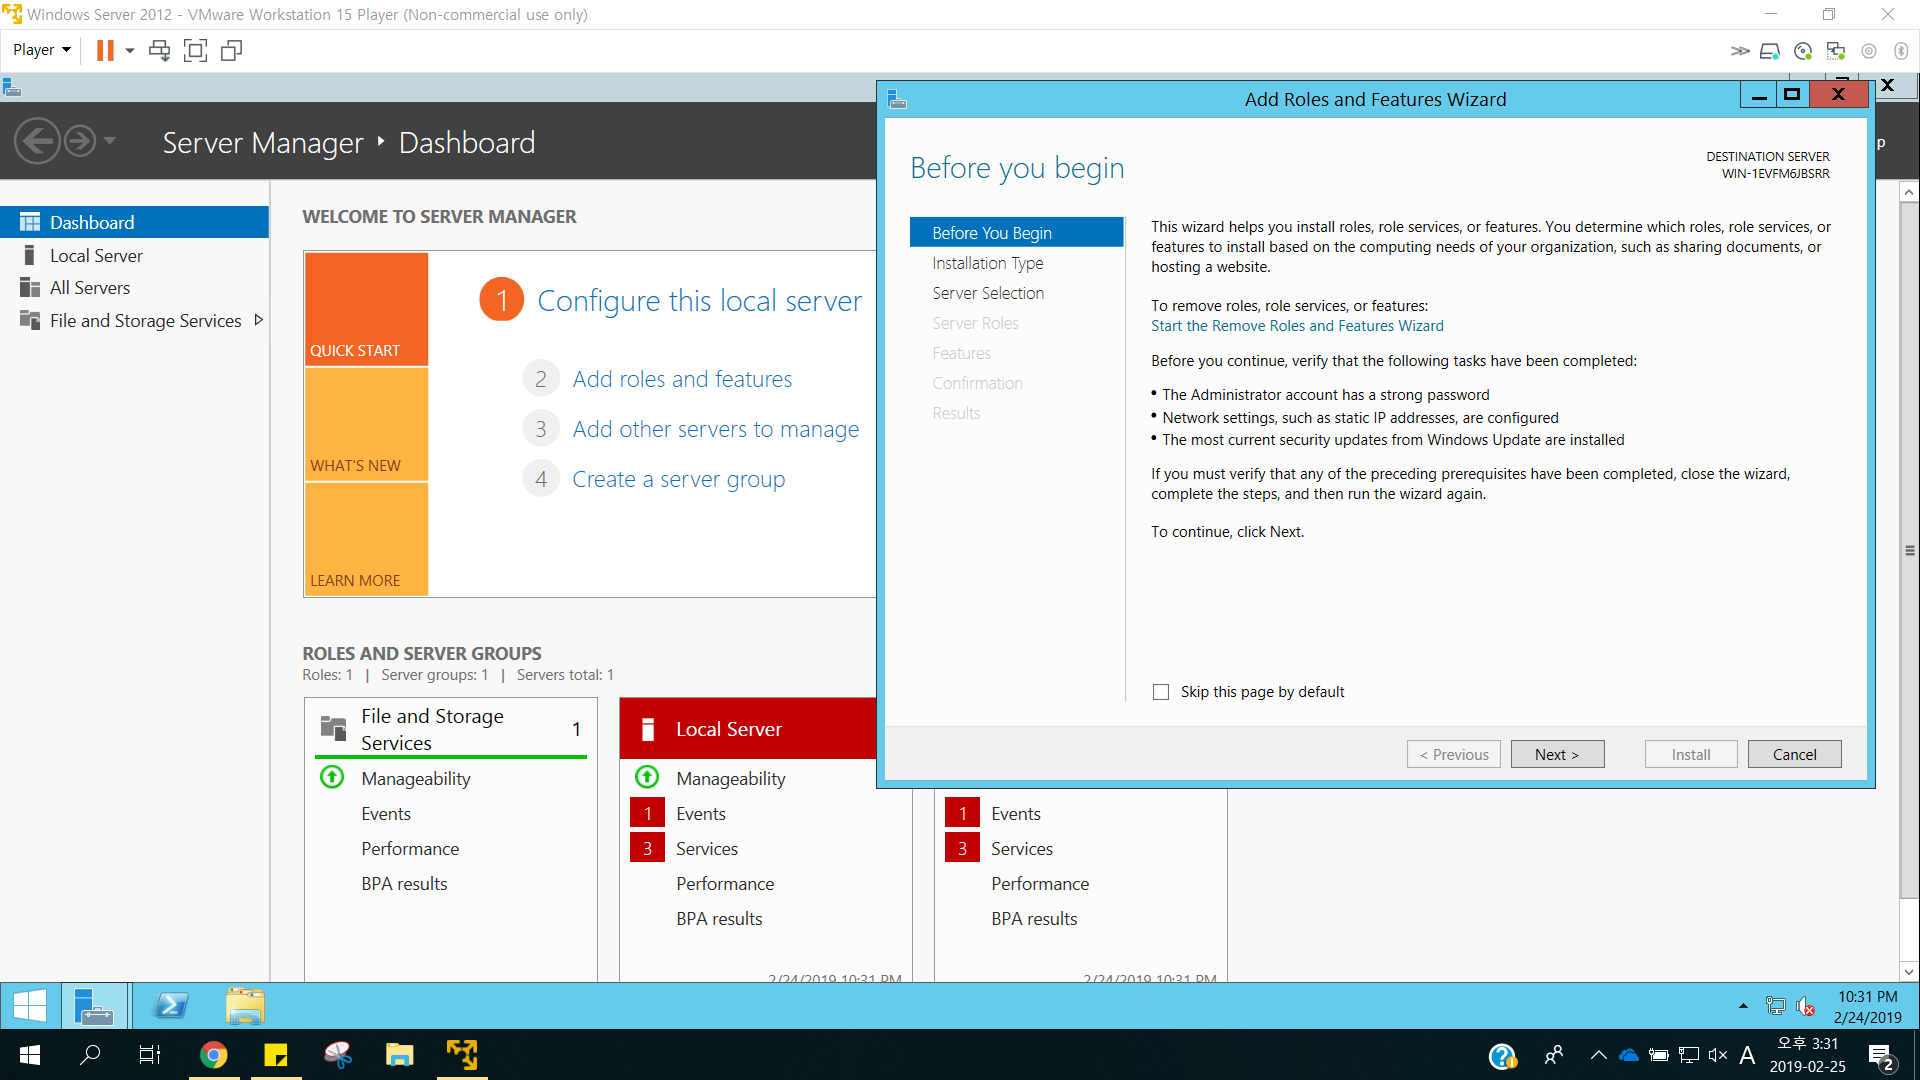 Windows Server 2012 - VMware Workstation 15 Player (Non-commercial use only)
Player
Add Roles and Features Wizard
Server Manager
Dashboard
p
Before you begin
DESTINATION SERVER
WIN-1EVFM6JBSRR
Dashboard
Local Server
All Servers
File and Storage Services
WELCOME TO SERVER MANAGER
QUICK START
WHAT'S NEW
LEARN MORE
1 Configure this local server
2 Add roles and features
3 Add other servers to manage
4 Create a server group
Before You Begin
Installation Type
Server Selection
Server Roles
Features
Confirmation
Results
This wizard helps you install roles, role services, or features. You determine which roles, role services, or
features to install based on the computing needs of your organization, such as sharing documents, or
hosting a website.
To remove roles, role services, or features:
Start the Remove Roles and Features Wizard
Before you continue, verify that the following tasks have been completed:
• The Administrator account has a strong password
• Network settings, such as static IP addresses, are configured
• The most current security updates from Windows Update are installed
If you must verify that any of the preceding prerequisites have been completed, close the wizard,
complete the steps, and then run the wizard again.
To continue, click Next.
Skip this page by default
< Previous
Next >
Install
Cancel
ROLES AND SERVER GROUPS
Roles: 1 | Server groups: 1 | Servers total: 1
File and Storage
Services
1
Manageability
Events
Performance
BPA results
Local Server
Manageability
1 Events
3 Services
Performance
BPA results
2/24/2019 10:31 PM
1 Events
3 Services
Performance
BPA results
2/24/2019 10:31 PM
10:31 PM
2/24/2019
A
오후 3:31
2019-02-25
2